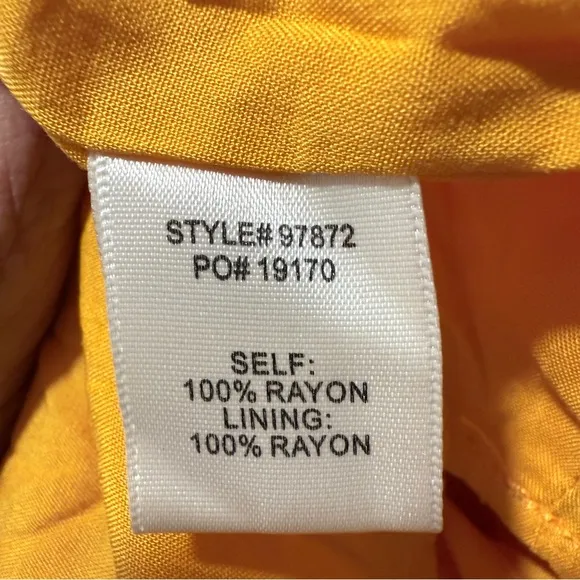 STYLE# 97872
PO# 19170
SELF:
100% RAYON
LINING:
100% RAYON